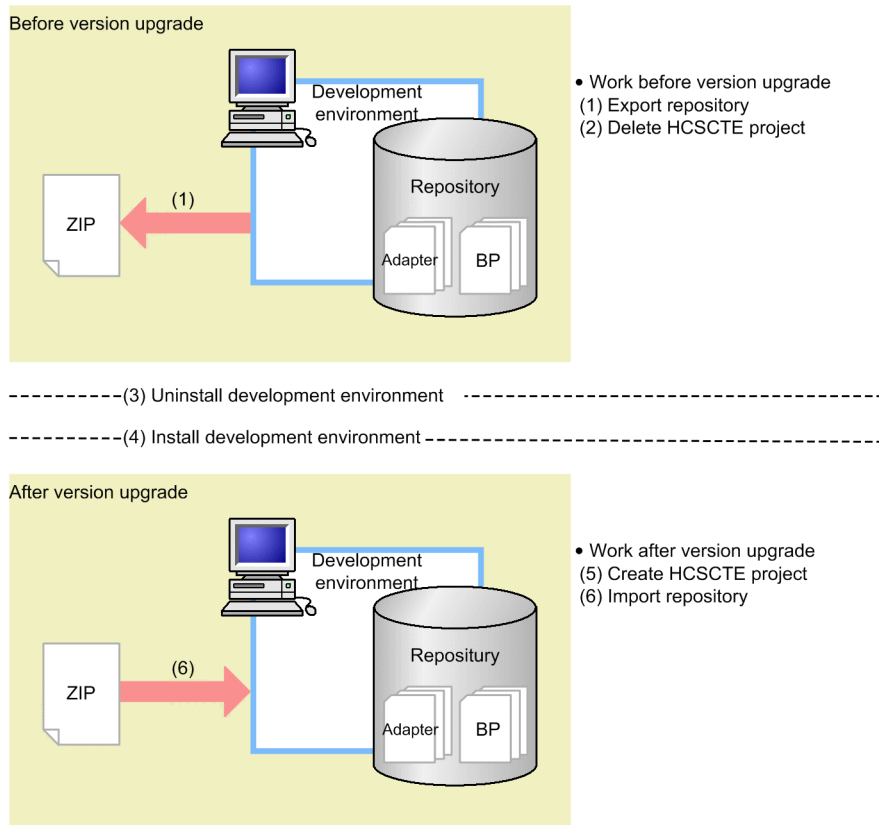 Before version upgrade
Development
environment
• Work before version upgrade
(1) Export repository
(2) Delete HCSCTE project
Repository
(1)
ZIP
Adapter
BP
(3) Uninstall development environment
(4) Install development environment
After version upgrade
Development
environment
• Work after version upgrade
(5) Create HCSCTE project
(6) Import repository
Repositury
(6)
ZIP
Adapter
BP